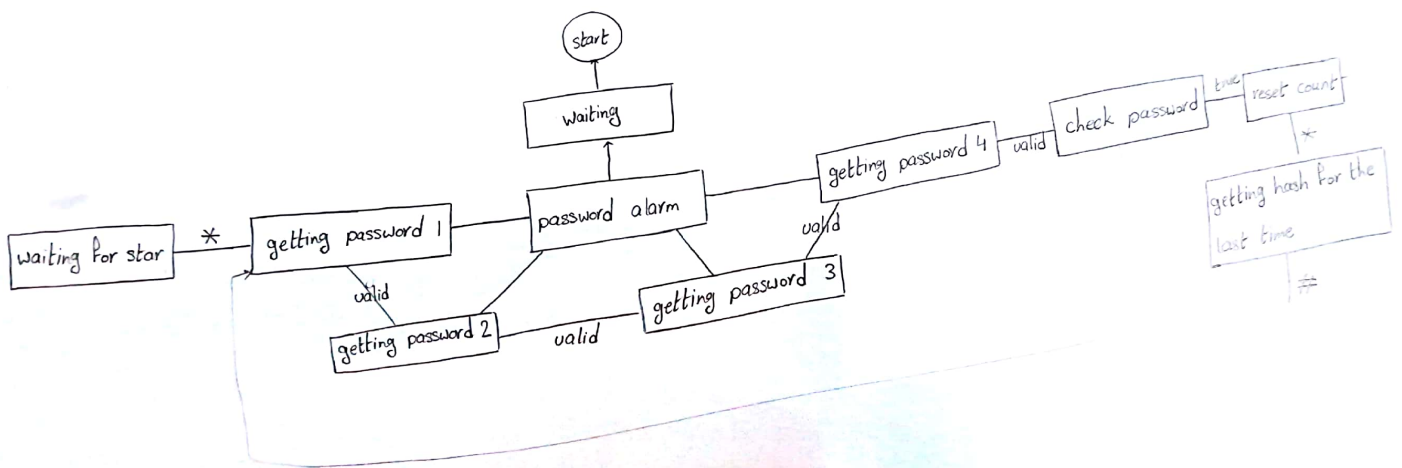 start
waiting
waiting for star
*
getting password 1
password alarm
getting password 4
valid
check password
true
reset count
*
getting hash for the
last time
#
valid
getting password 2
valid
getting password 3
valid